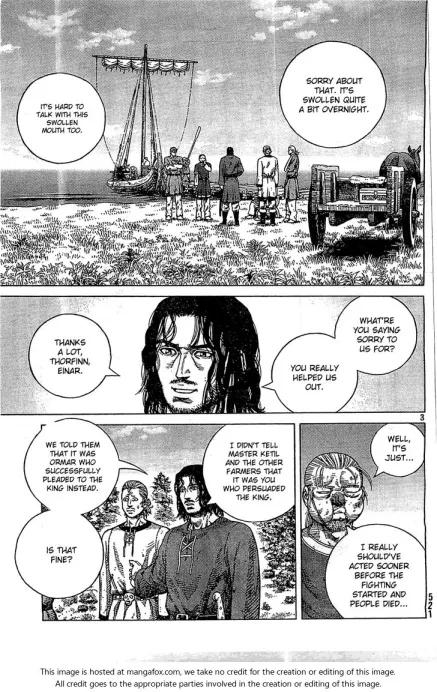 SORRY ABOUT
THAT. IT'S
SWOLLEN QUITE
A BIT OVERNIGHT.
IT'S HARD TO
TALK WITH THIS
SWOLLEN
MOUTH TOO.
WHAT'RE
YOU SAYING
SORRY TO
US FOR?
YOU REALLY
HELPED US
OUT.
THANKS
A LOT,
THORFINN,
EINAR.
3
WELL,
IT'S
JUST...
I REALLY
SHOULD'VE
ACTED SOONER
BEFORE THE
FIGHTING
STARTED AND
PEOPLE DIED...
I DIDN'T TELL
MASTER KETIL
AND THE OTHER
FARMERS THAT
IT WAS YOU
WHO PERSUADED
THE KING.
WE TOLD THEM
THAT IT WAS
ORMAR WHO
SUCCESSFULLY
PLEADED TO THE
KING INSTEAD.
IS THAT
FINE?
521
This image is hosted at mangafox.com, we take no credit for the creation or editing of this image.
All credit goes to the appropriate parties involved in the creation or editing of this image.